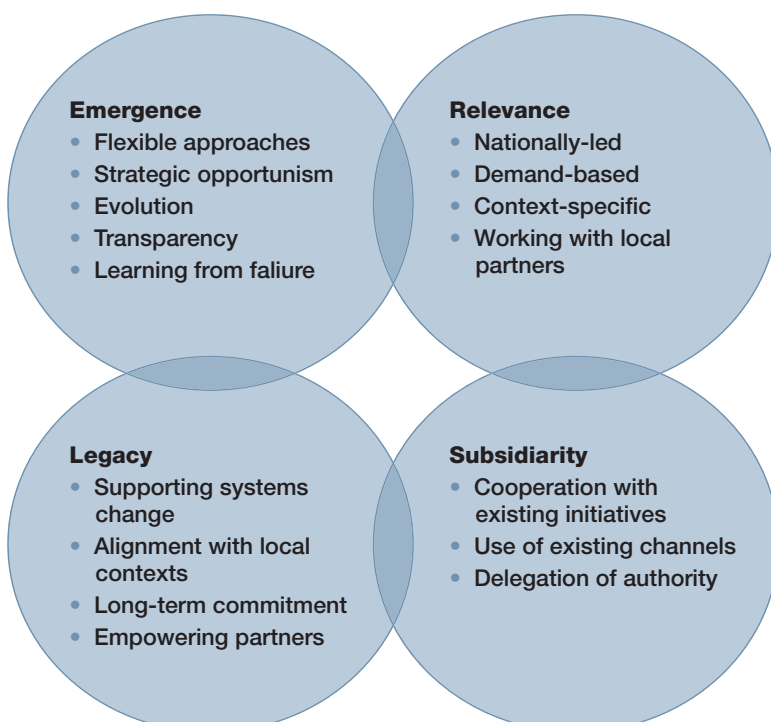 Emergence
• Flexible approaches
• Strategic opportunism
• Evolution
• Transparency
• Learning from faliure
Relevance
• Nationally-led
• Demand-based
• Context-specific
• Working with local
partners
Legacy
• Supporting systems
change
• Alignment with local
contexts
• Long-term commitment
• Empowering partners
Subsidiarity
• Cooperation with
existing initiatives
• Use of existing channels
• Delegation of authority